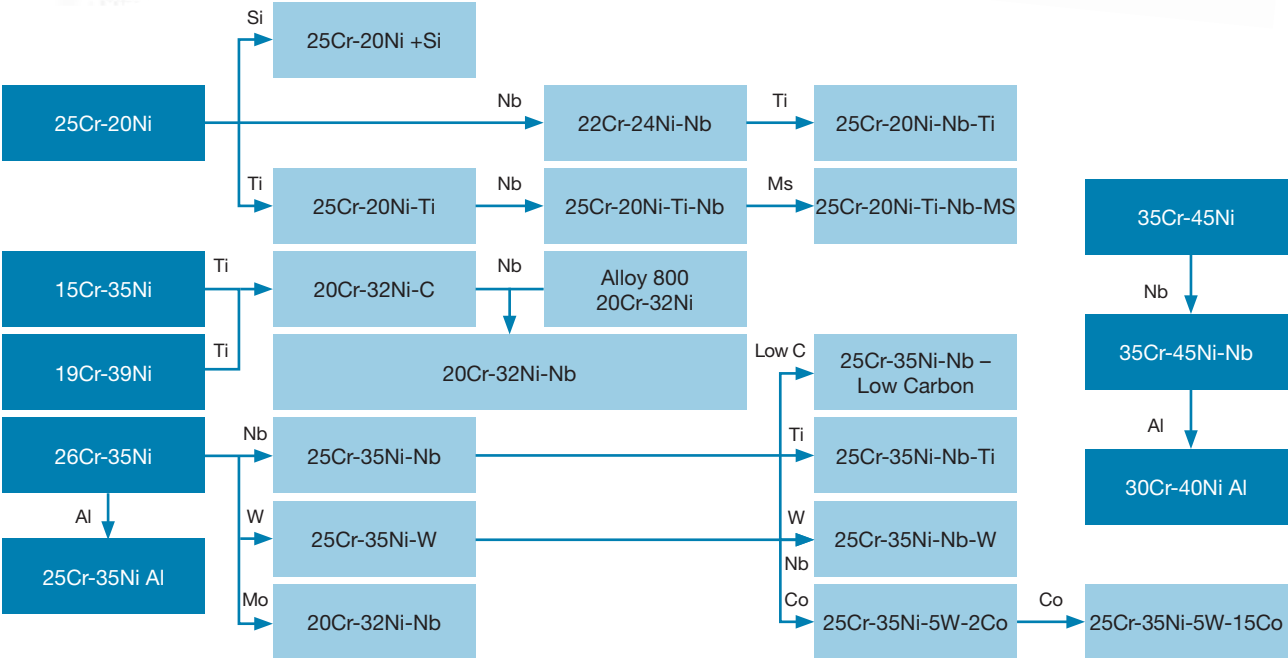 Si
25Cr-20Ni +Si
25Cr-20Ni
Nb
22Cr-24Ni-Nb
Ti
25Cr-20Ni-Nb-Ti
Ti
25Cr-20Ni-Ti
Nb
25Cr-20Ni-Ti-Nb
Ms
25Cr-20Ni-Ti-Nb-MS
15Cr-35Ni
Ti
20Cr-32Ni-C
Nb
Alloy 800
20Cr-32Ni
19Cr-39Ni
Ti
20Cr-32Ni-Nb
Low C
25Cr-35Ni-Nb –
Low Carbon
26Cr-35Ni
Nb
25Cr-35Ni-Nb
Ti
25Cr-35Ni-Nb-Ti
Al
25Cr-35Ni Al
W
25Cr-35Ni-W
W
Nb
25Cr-35Ni-Nb-W
Mo
20Cr-32Ni-Nb
Co
25Cr-35Ni-5W-2Co
Co
25Cr-35Ni-5W-15Co
35Cr-45Ni
Nb
35Cr-45Ni-Nb
Al
30Cr-40Ni Al